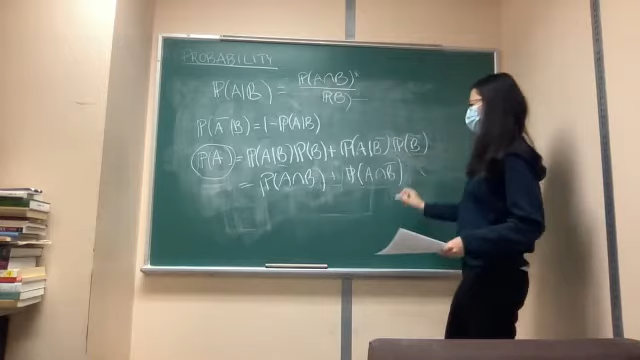 PROBABILITY
P(A|B) = P(A∩B) / P(B)
P(A̅|B) = 1 - P(A|B)
P(A) = P(A|B)P(B) + P(A|B̅)P(B̅)
= P(A∩B) + P(A∩B̅)